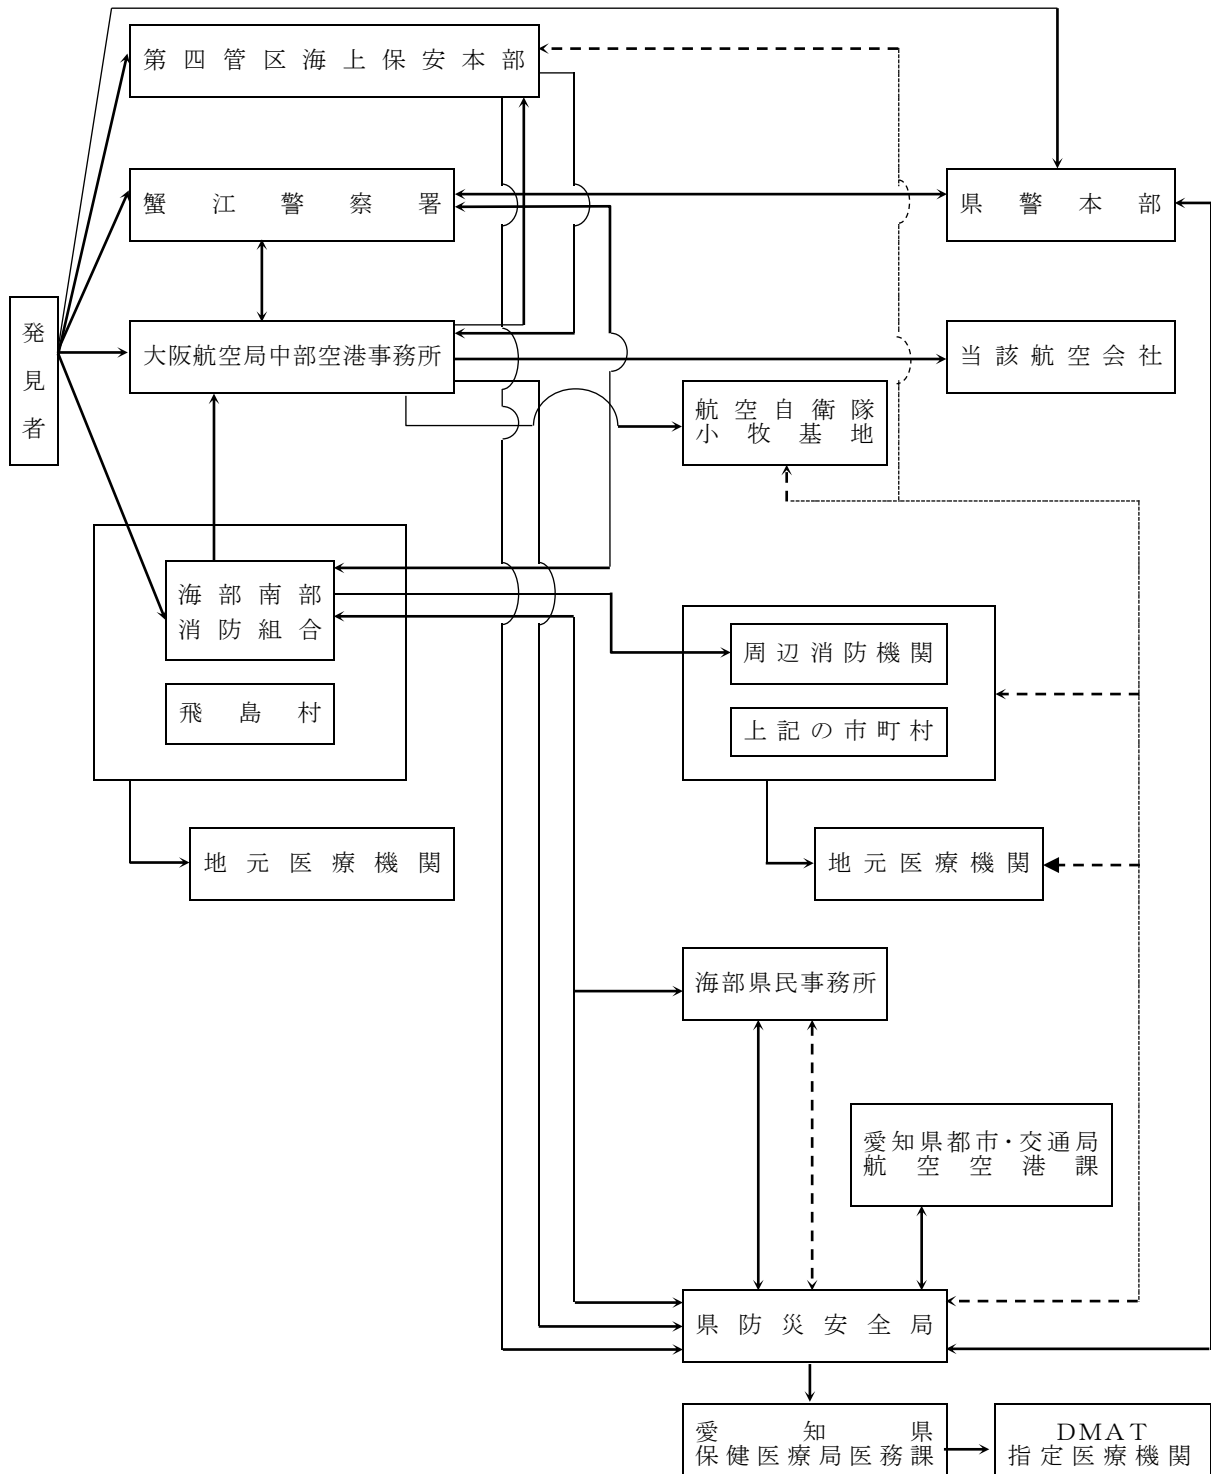 第四管区海上保安本部
蟹江警察署
県警本部
発見者
大阪航空局中部空港事務所
当該航空会社
航空自衛隊
小牧基地
海部南部
消防組合
飛島村
周辺消防機関
上記の市町村
地元医療機関
地元医療機関
海部県民事務所
愛知県都市・交通局
航空空港課
県防災安全局
愛知県
保健医療局医務課
DMAT
指定医療機関